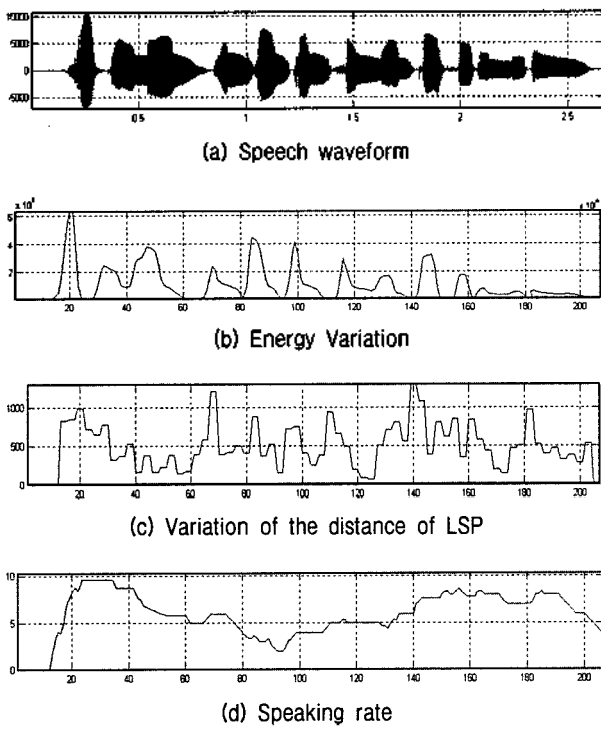 10000
5000
0
-5000
0.5 1 1.5 2 2.5
(a) Speech waveform
6
4
2
20 40 60 80 100 120 140 160 180 200
(b) Energy Variation
1000
500
0
20 40 60 80 100 120 140 160 180 200
(c) Variation of the distance of LSP
10
5
0
20 40 60 80 100 120 140 160 180 200
(d) Speaking rate